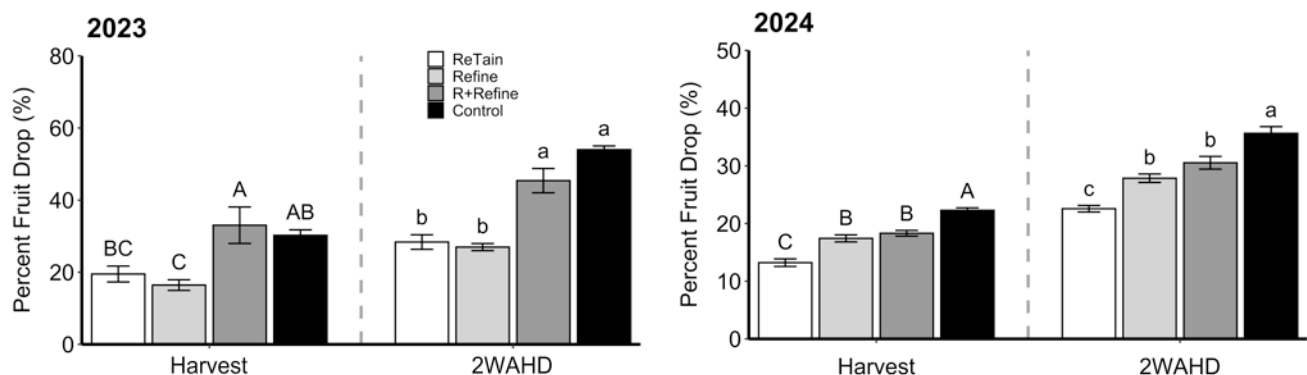 2023
Percent Fruit Drop (%)
80
60
40
20
0
ReTain
Refine
R+Refine
Control
BC
C
A
AB
b
b
a
a
Harvest
2WAHD
2024
Percent Fruit Drop (%)
50
40
30
20
10
0
C
B
B
A
c
b
b
a
Harvest
2WAHD